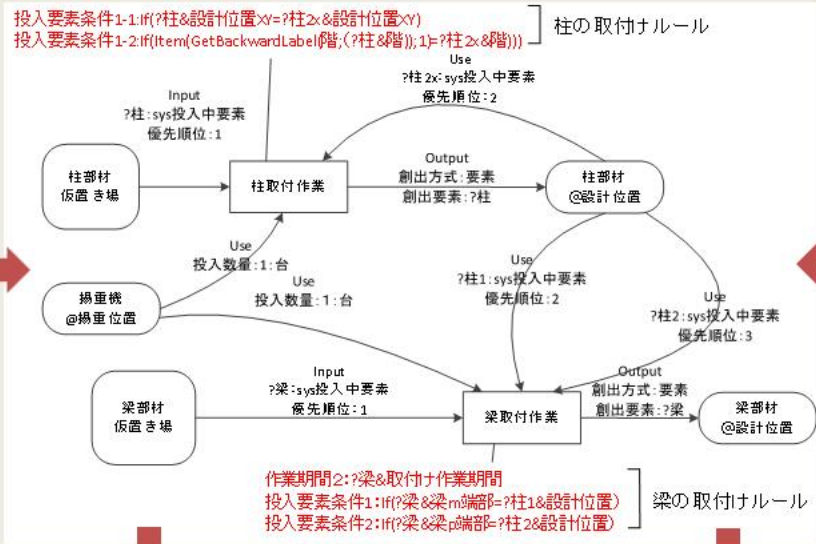 投入要素条件1-1:If(?柱&設計位置XY=?柱2x&設計位置XY)
投入要素条件1-2:If(Item(GetBackwardLabel(階;(?柱&階));1)=?柱2x&階)))
柱の取付けルール
Use
?柱2x:sys投入中要素
優先順位:2
Input
?柱:sys投入中要素
優先順位:1
柱部材
仮置き場
柱取付作業
Output
創出方式:要素
創出要素:?柱
柱部材
@設計位置
Use
投入数量:1:台
Use
投入数量:1:台
Use
?柱1:sys投入中要素
優先順位:2
揚重機
@揚重位置
Use
?柱2:sys投入中要素
優先順位:3
Input
?梁:sys投入中要素
優先順位:1
Output
創出方式:要素
創出要素:?梁
梁部材
仮置き場
梁取付作業
梁部材
@設計位置
作業期間2:?梁&取付け作業期間
投入要素条件1:If(?梁&梁m端部=?柱1&設計位置)
投入要素条件2:If(?梁&梁p端部=?柱2&設計位置)
梁の取付けルール